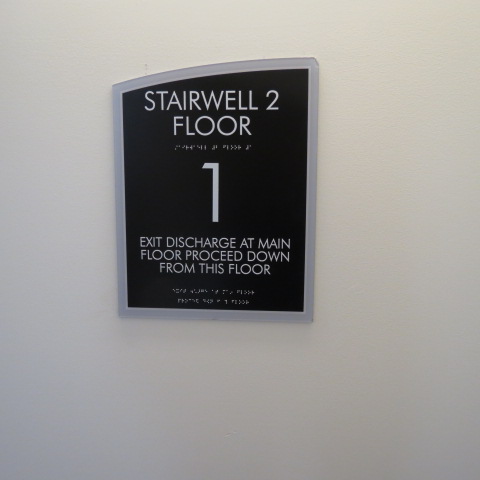 STAIRWELL 2
FLOOR
1
EXIT DISCHARGE AT MAIN
FLOOR PROCEED DOWN
FROM THIS FLOOR